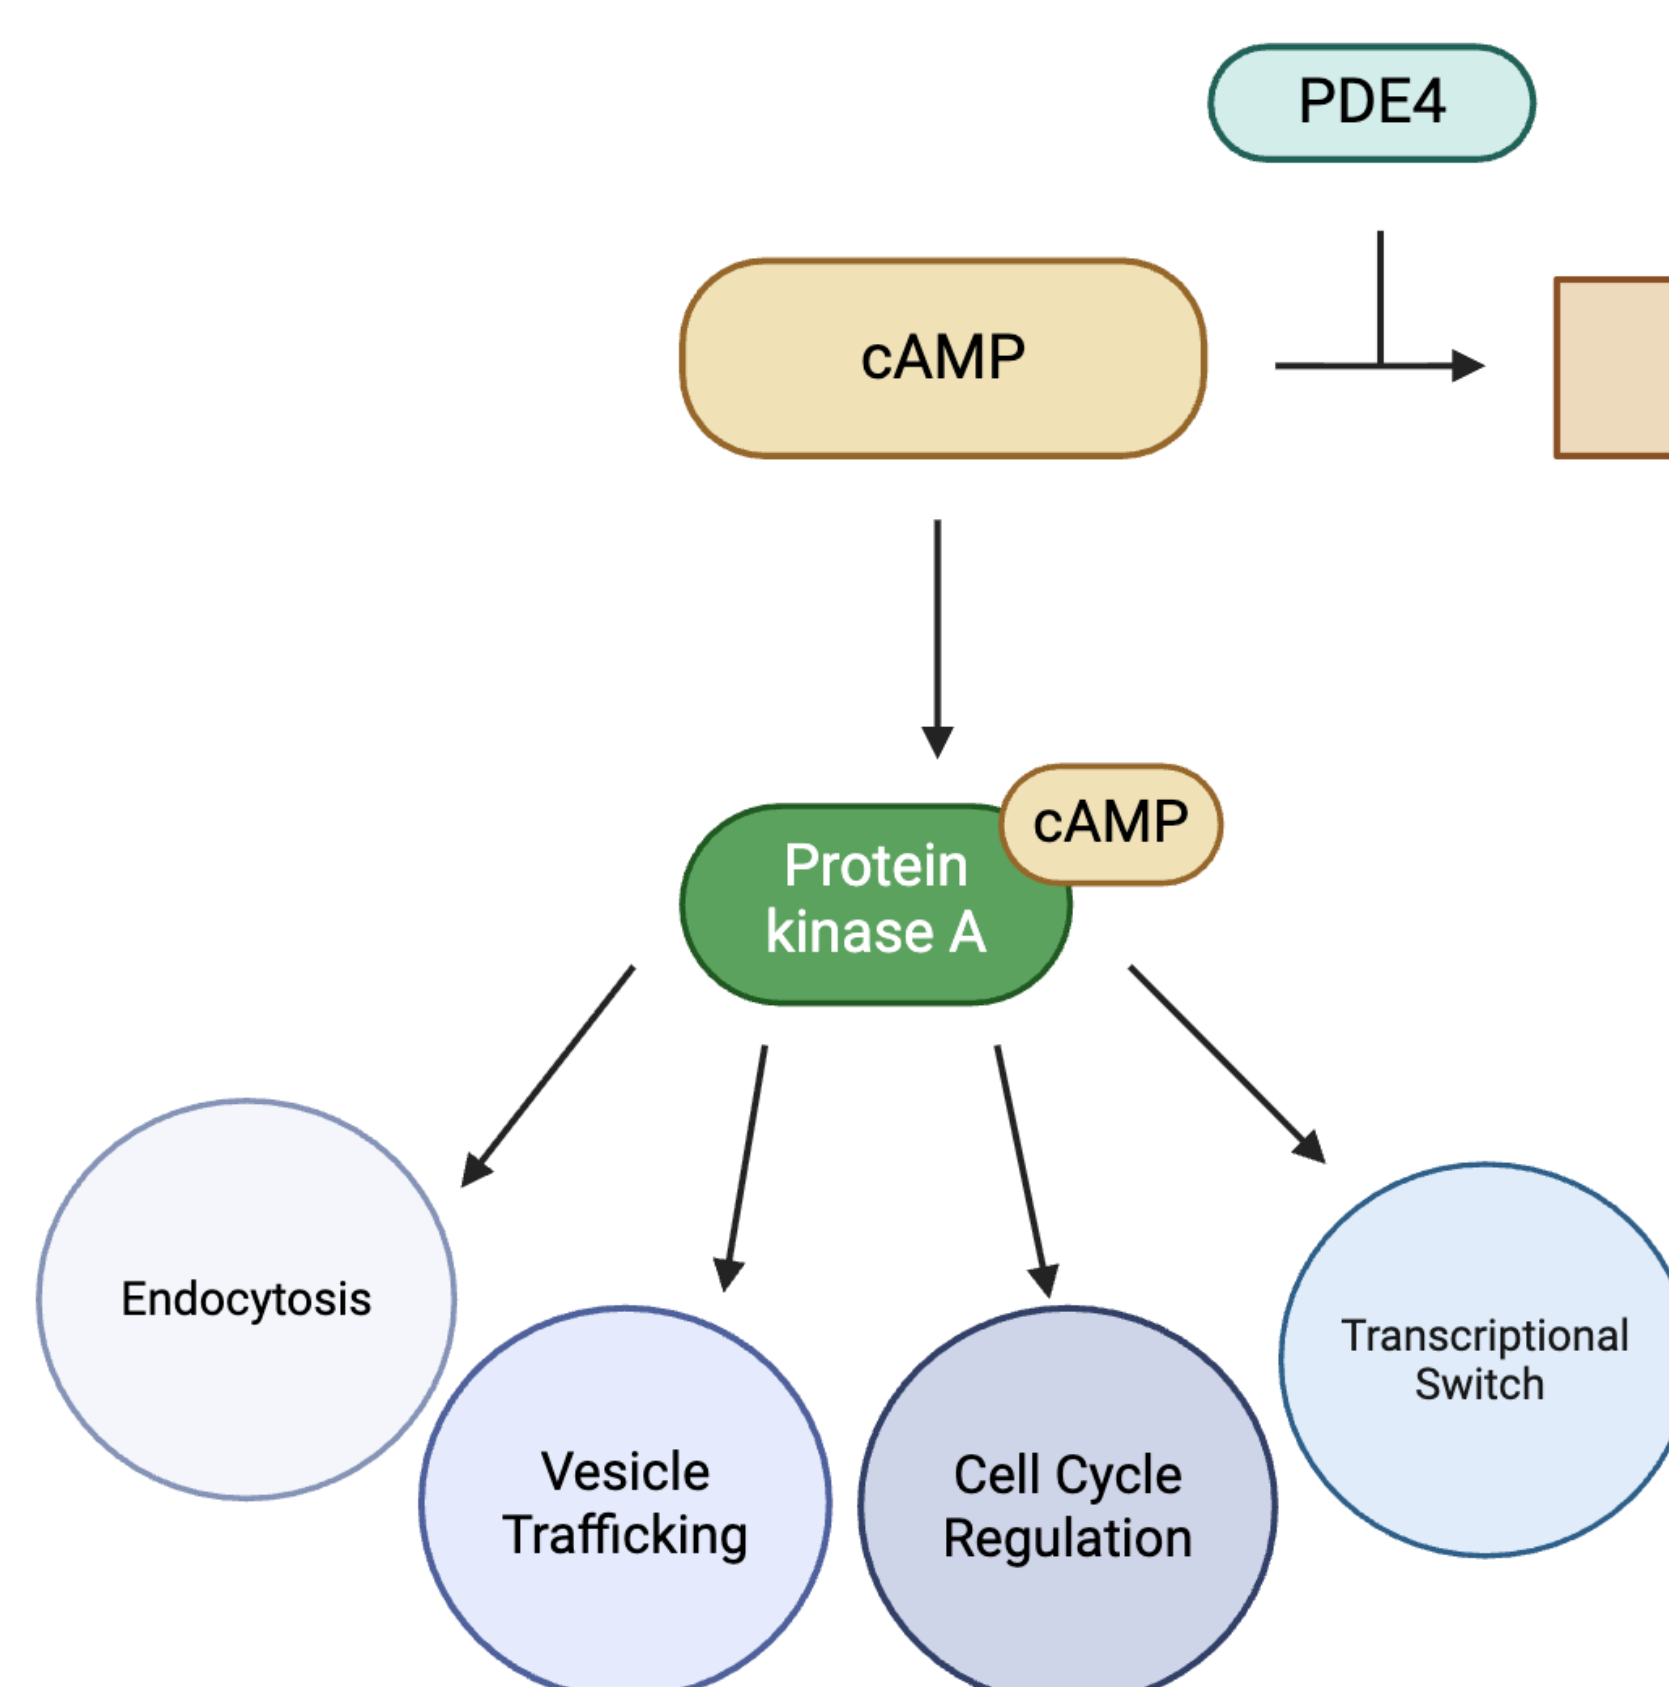 PDE4
cAMP
cAMP
Protein
kinase A
Endocytosis
Transcriptional
Switch
Vesicle
Trafficking
Cell Cycle
Regulation